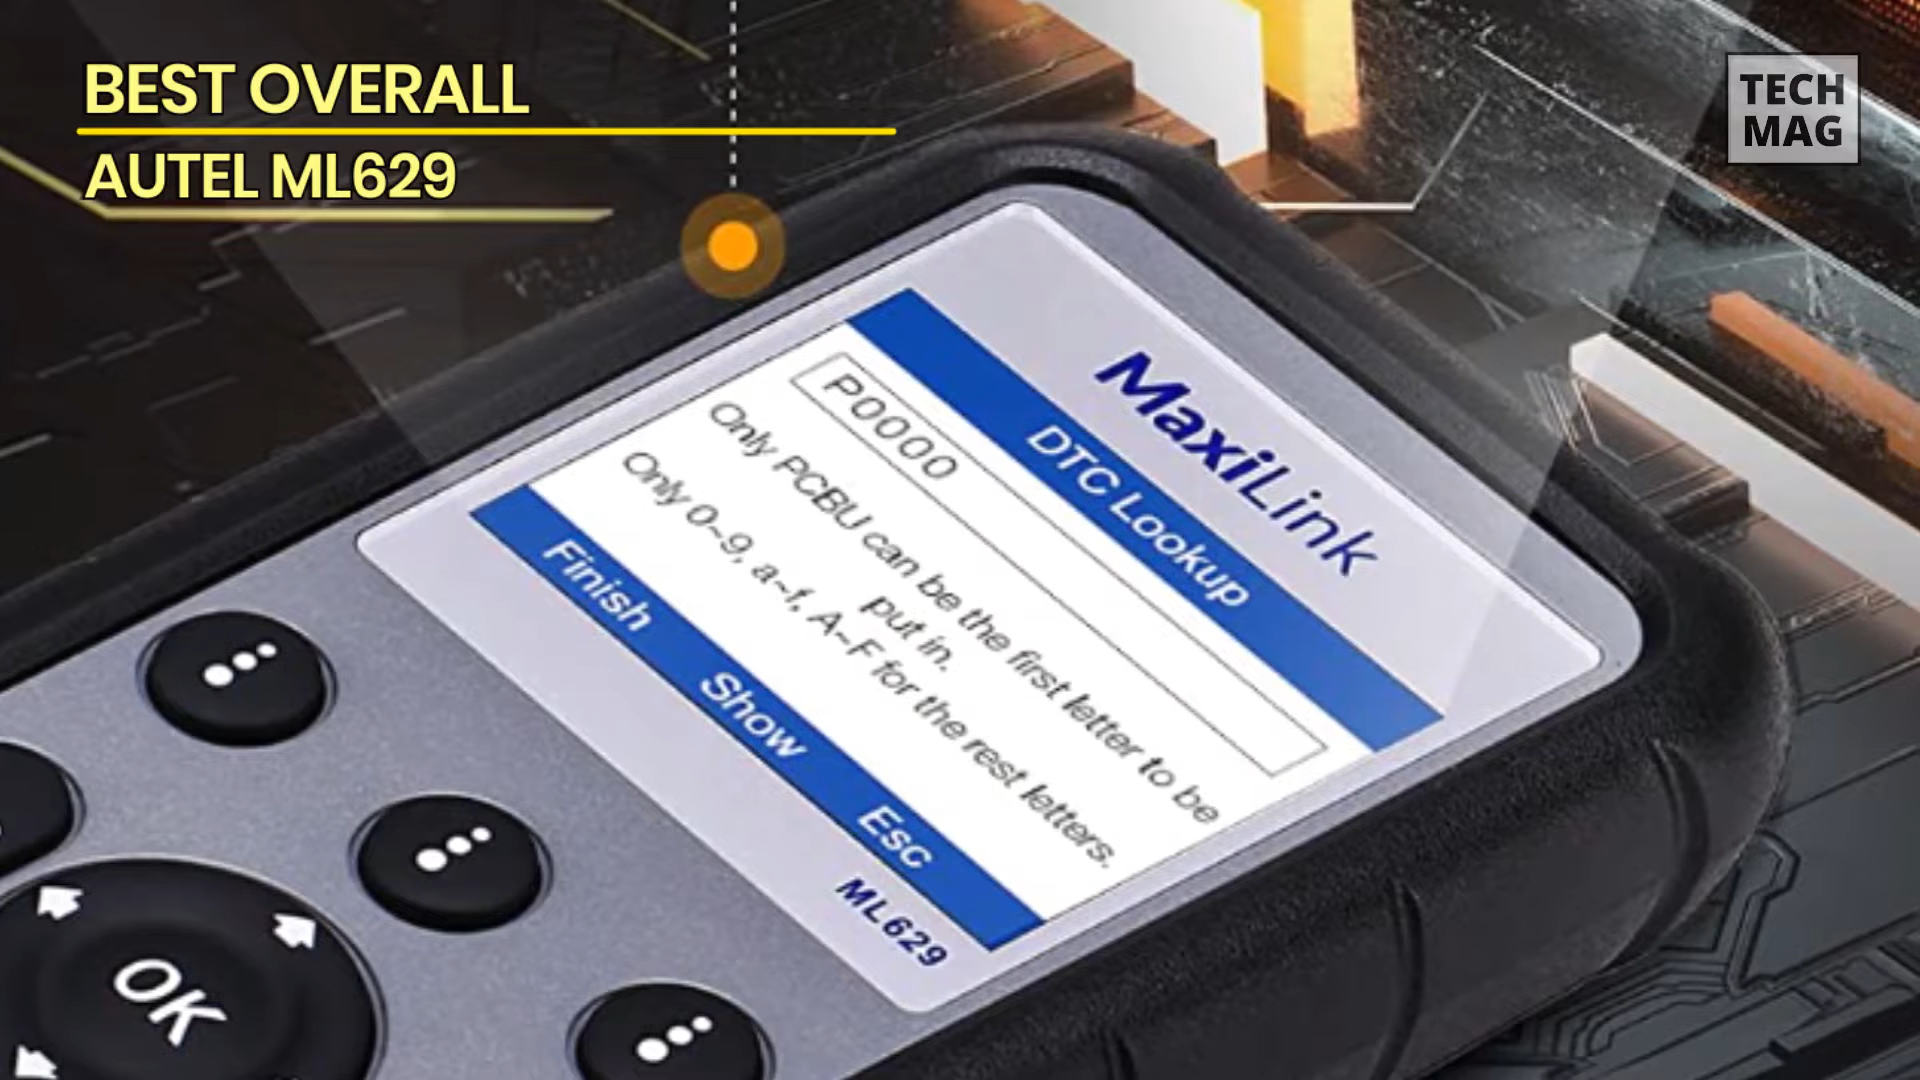 BEST OVERALL
AUTEL ML629
TECH
MAG
MaxiLink
DTC Lookup
P0000
Only PCBU can be the first letter to be
put in.
Only 0~9, a~f, A~F for the rest letters.
Finish Show Esc
ML629
OK